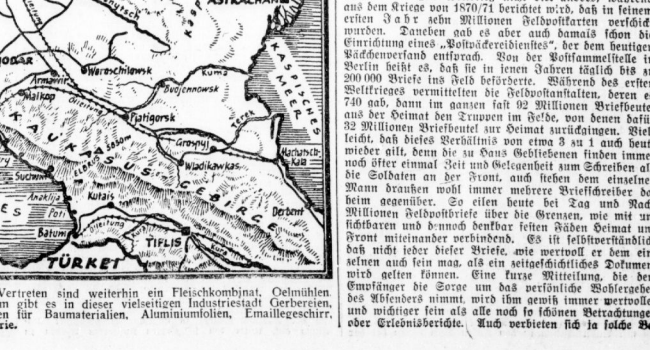 ASTRACHAN
Woroschilowsk
Kuma
Budjonnowsk
KASPISCHES
MEER
Armawir
Maikop
Pjatigorsk
Terek
Grosnyj
Wladikawkas
Machatsch-
Kala
KAUKASUS-GEBIRGE
ELBRUS
Suchum
Anaklija
Poti
Kutais
Derbent
Batum
TIFLIS
Kura
TÜRKEI
Vertreten sind weiterhin ein Fleischkombinat, Oelmühlen.
gibt es in dieser vielseitigen Industriestadt Gerbereien,
für Baumaterialien, Aluminiumfolien, Emaillegeschirr,
aus dem Kriege von 1870/71 berichtet wird, daß in seinem
ersten Jahr zehn Millionen Feldpostkarten verschickt
wurden. Daneben gab es aber auch damals schon die
Einrichtung eines „Postpäckereidienstes“, der dem heutigen
Päckchenverband entsprach. Von der Postsammelstelle in
Berlin heißt es, daß sie in jenen Jahren täglich bis zu
200 000 Briefe ins Feld beförderte. Während des ersten
Weltkrieges vermittelten die Feldpostanstalten, deren es
740 gab, dann im ganzen fast 92 Millionen Briefbeutel
aus der Heimat den Truppen im Felde, von denen dafür
32 Millionen Briefbeutel zur Heimat zurückgingen. Viel-
leicht, daß dieses Verhältnis von etwa 3 zu 1 auch heute
wieder gilt, denn die zu Haus Gebliebenen finden immer
noch öfter einmal Zeit und Gelegenheit zum Schreiben als
die Soldaten an der Front, auch stehen dem einzelnen
Mann draußen wohl immer mehrere Briefschreiber da-
heim gegenüber. So eilen heute bei Tag und Nacht
Millionen Feldpostbriefe über die Grenzen, wie mit un-
sichtbaren und dennoch denkbar festen Fäden Heimat und
Front miteinander verbindend. Es ist selbstverständlich,
daß nicht jeder dieser Briefe, wie wertvoll er dem ein-
zelnen auch sein mag, als ein zeitgeschichtliches Dokument
wird gelten können. Eine kurze Mitteilung, die dem
Empfänger die Sorge um das persönliche Wohlergehen
des Absenders nimmt, wird ihm gewiß immer wertvoller
und wichtiger sein als alle noch so schönen Betrachtungen
oder Erlebnisberichte. Auch verbieten sich ja solche